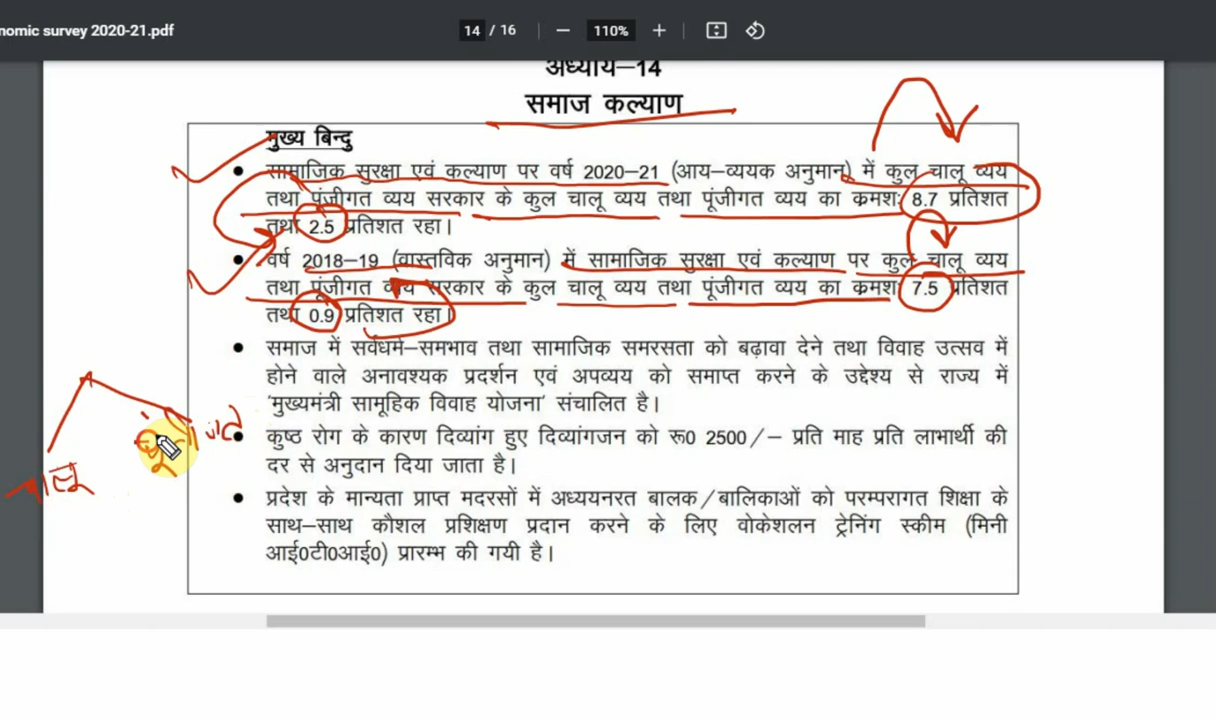 nomic survey 2020-21.pdf
14 / 16
110%
अध्याय–14
समाज कल्याण
मुख्य बिन्दु
• सामाजिक सुरक्षा एवं कल्याण पर वर्ष 2020–21 (आय–व्ययक अनुमान) में कुल चालू व्यय
तथा पूंजीगत व्यय सरकार के कुल चालू व्यय तथा पूंजीगत व्यय का क्रमशः 8.7 प्रतिशत
तथा 2.5 प्रतिशत रहा।
• वर्ष 2018–19 (वास्तविक अनुमान) में सामाजिक सुरक्षा एवं कल्याण पर कुल चालू व्यय
तथा पूंजीगत व्यय सरकार के कुल चालू व्यय तथा पूंजीगत व्यय का क्रमशः 7.5 प्रतिशत
तथा 0.9 प्रतिशत रहा।
• समाज में सर्वधर्म–समभाव तथा सामाजिक समरसता को बढ़ावा देने तथा विवाह उत्सव में
होने वाले अनावश्यक प्रदर्शन एवं अपव्यय को समाप्त करने के उद्देश्य से राज्य में
'मुख्यमंत्री सामूहिक विवाह योजना' संचालित है।
• कुष्ठ रोग के कारण दिव्यांग हुए दिव्यांगजन को रू0 2500/– प्रति माह प्रति लाभार्थी की
दर से अनुदान दिया जाता है।
• प्रदेश के मान्यता प्राप्त मदरसों में अध्ययनरत बालक/बालिकाओं को परम्परागत शिक्षा के
साथ–साथ कौशल प्रशिक्षण प्रदान करने के लिए वोकेशलन ट्रेनिंग स्कीम (मिनी
आई0टी0आई0) प्रारम्भ की गयी है।
चालू